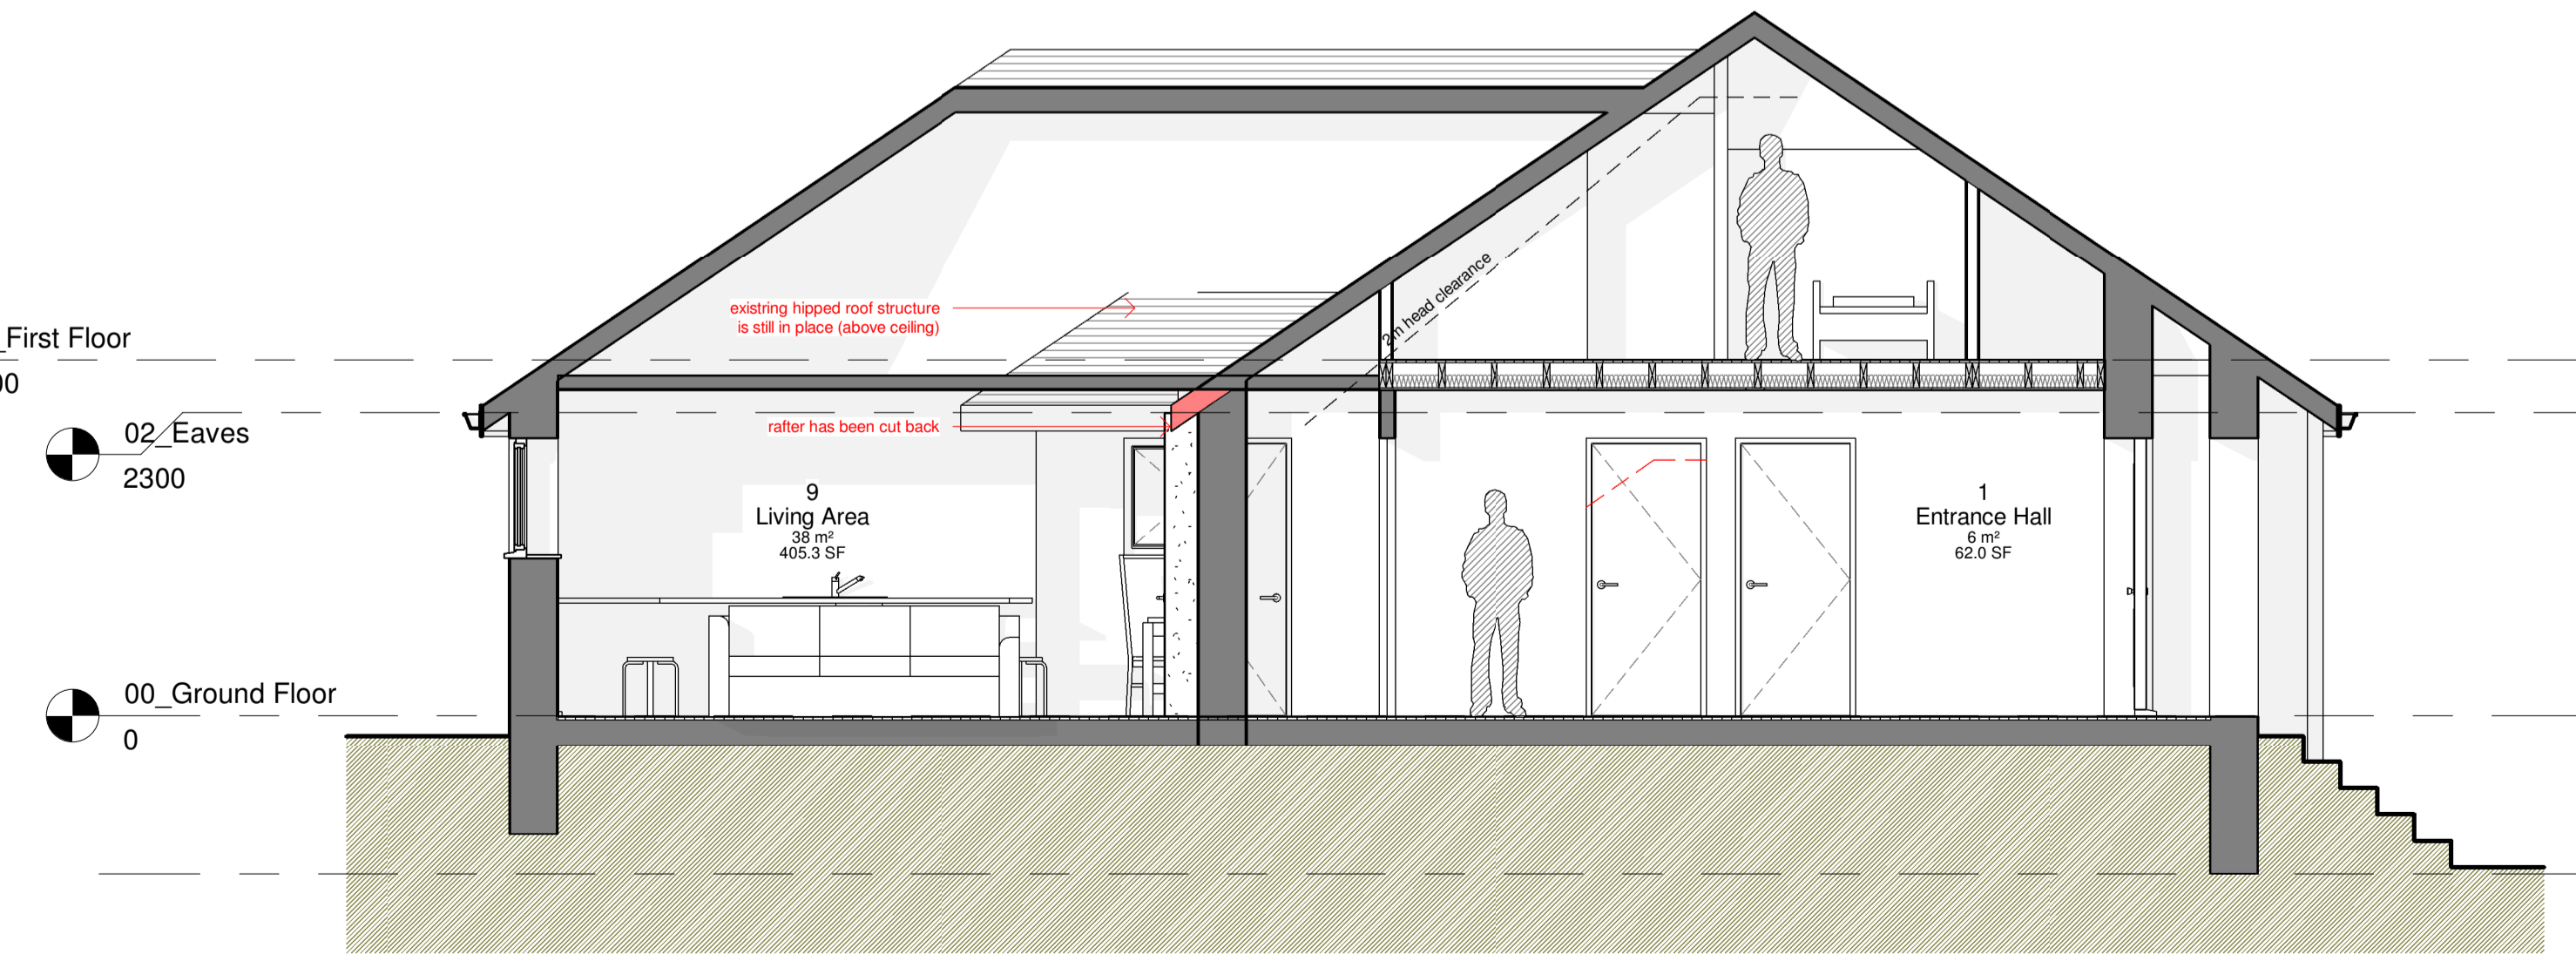 _First Floor
00
02_Eaves
2300
00_Ground Floor
0
existring hipped roof structure
is still in place (above ceiling)
rafter has been cut back
2m head clearance
9
Living Area
38 m²
405.3 SF
1
Entrance Hall
6 m²
62.0 SF